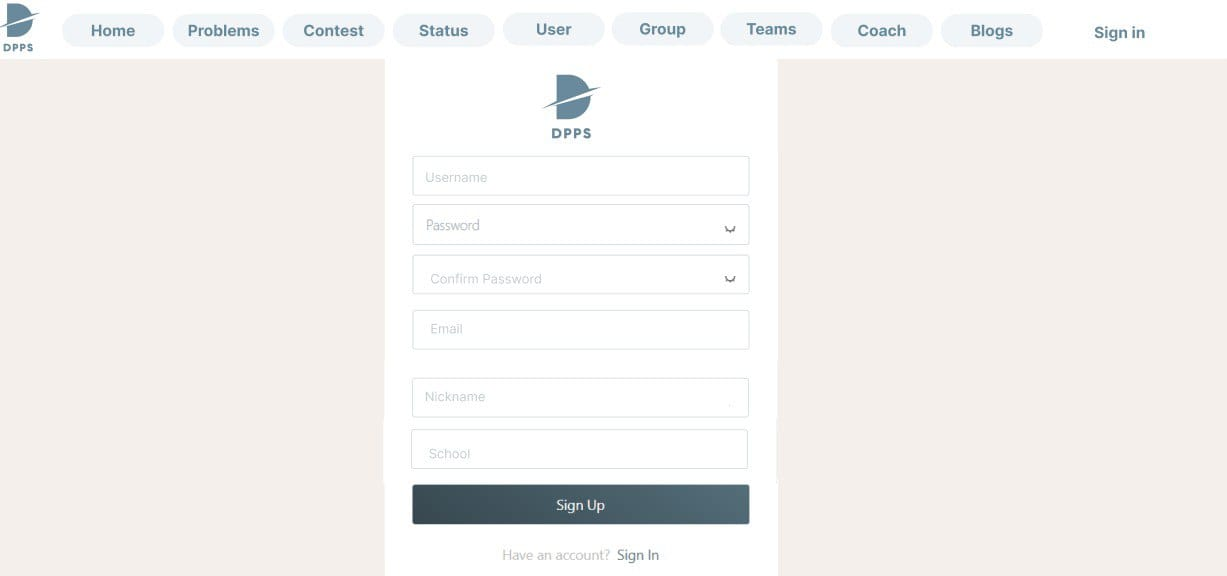 DPPS Home Problems Contest Status User Group Teams Coach Blogs Sign in
DPPS
Username
Password
Confirm Password
Email
Nickname
School
Sign Up
Have an account? Sign In